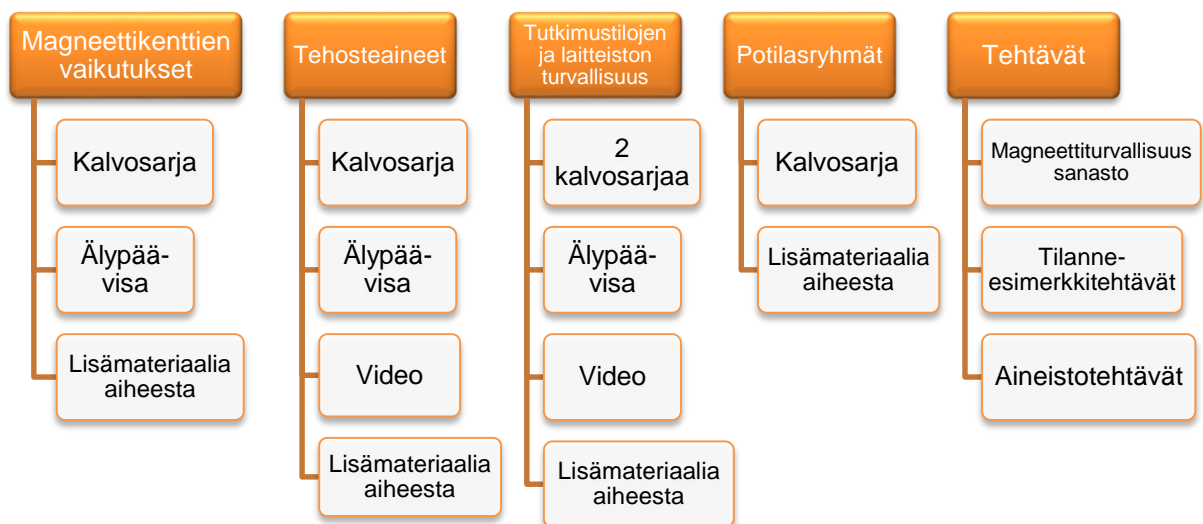 Magneettikenttien
vaikutukset
Kalvosarja
Älypää-
visa
Lisämateriaalia
aiheesta
Tehosteaineet
Kalvosarja
Älypää-
visa
Video
Lisämateriaalia
aiheesta
Tutkimustilojen
ja laitteiston
turvallisuus
2
kalvosarjaa
Älypää-
visa
Video
Lisämateriaalia
aiheesta
Potilasryhmät
Kalvosarja
Lisämateriaalia
aiheesta
Tehtävät
Magneettiturvallisuus
sanasto
Tilanne-
esimerkkitehtävät
Aineistotehtävät